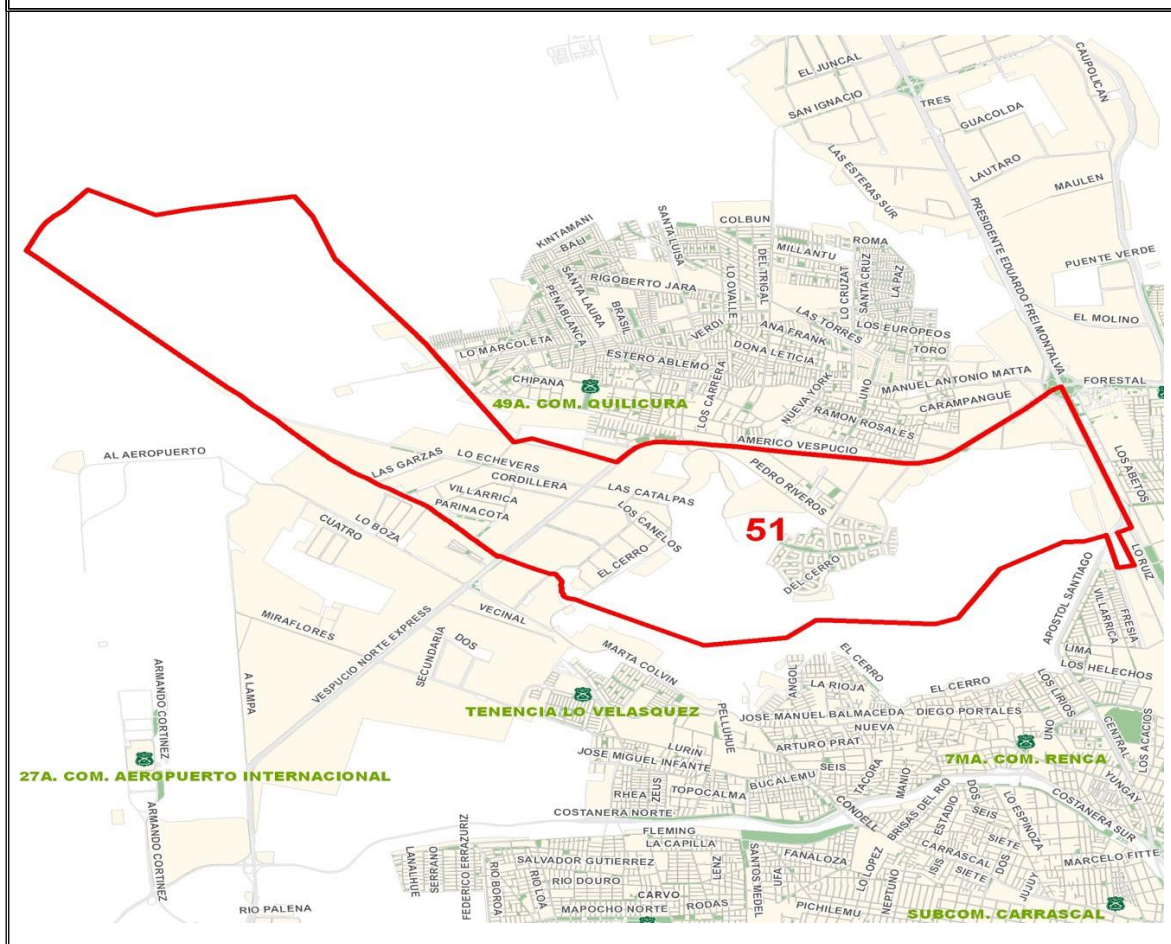 EL JUNCAL
CAUPOLICAN
SAN IGNACIO
TRES
GUACOLDA
LAS ESTERAS SUR
LAUTARO
MAULEN
PRESIDENTE EDUARDO FREI MONTALVA
COLBUN
KINTAMANI
BALI
SANTA LUISA
MILLANTU
ROMA
DEL TRIGAL
LO OVALLE
LO CRUZAT
SANTA CRUZ
LA PAZ
PUENTE VERDE
RIGOBERTO JARA
SANTA LAURA
PENABLANCA
BRASIL
VERDI
LAS TORRES
ANA FRANK
LOS EUROPEOS
EL MOLINO
LO MARCOLETA
ESTERO ABLEMO
DONA LETICIA
TORO
CHIPANA
MANUEL ANTONIO MATTA
FORESTAL
49A. COM. QUILICURA
LOS CARRERA
NUEVA YORK
UNO
CARAMPANGUE
RAMON ROSALES
AMERICO VESPUCIO
AL AEROPUERTO
LAS GARZAS
LO ECHEVERS
CORDILLERA
PEDRO RIVEROS
LOS ABETOS
VILLARRICA
LAS CATALPAS
PARINACOTA
LOS CANELOS
LO BOZA
CUATRO
51
EL CERRO
DEL CERRO
LO RUIZ
APOSTOL SANTIAGO
VILLARRICA
FRESIA
MIRAFLORES
VECINAL
DOS
SECUNDARIA
VESPUCIO NORTE EXPRESS
MARTA COLVIN
EL CERRO
LIMA
LOS HELECHOS
ARMANDO CORTINEZ
A LAMPA
ANGOL
LA RIOJA
EL CERRO
LOS LIRIOS
TENENCIA LO VELASQUEZ
PELLUHUE
JOSE MANUEL BALMACEDA
DIEGO PORTALES
NUEVA
UNO
CENTRAL
LOS ACACIOS
LURIN
ARTURO PRAT
JOSE MIGUEL INFANTE
SEIS
7MA. COM. RENCA
27A. COM. AEROPUERTO INTERNACIONAL
BUCALEMU
TACORA
MANIO
YUNGAY
RHEA
ZEUS
TOPOCALMA
COSTANERA NORTE
CONDELL
BRISAS DEL RIO
DOS
SEIS
LO ESPINOZA
COSTANERA SUR
ARMANDO CORTINEZ
FLEMING
LA CAPILLA
ESTADIO
SIETE
LANALHUE
SERRANO
FEDERICO ERRAZURIZ
SALVADOR GUTIERREZ
LENZ
SANTOS MEDEL
FANALOZA
CARRASCAL
DOS
MARCELO FITTE
RIO BOROA
RIO LOA
RIO DOURO
UFA
LO LOPEZ
ISIS
SIETE
JUJUY
CARVO
NEPTUNO
RIO PALENA
MAPOCHO NORTE
RODAS
PICHILEMU
SUBCOM. CARRASCAL